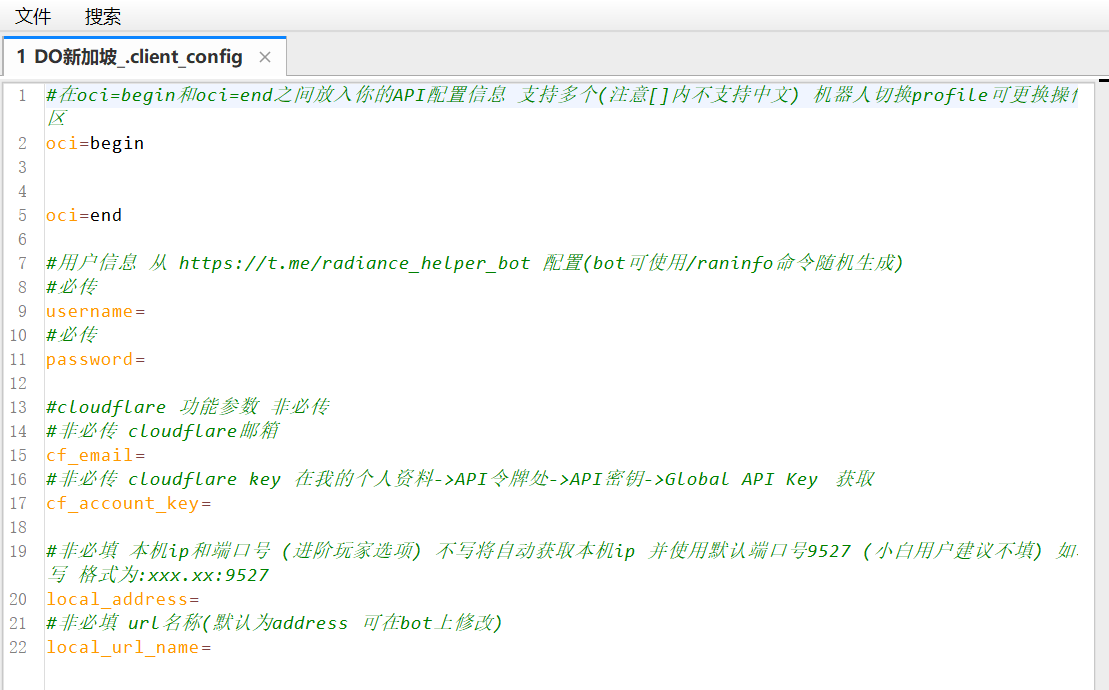 文件 搜索
1 DO新加坡_.client_config ×
1 #在oci=begin和oci=end之间放入你的API配置信息 支持多个(注意[]内不支持中文) 机器人切换profile可更换操
区
2 oci=begin
3
4
5 oci=end
6
7 #用户信息 从 https://t.me/radiance_helper_bot 配置(bot可使用/raninfo命令随机生成)
8 #必传
9 username=
10 #必传
11 password=
12
13 #cloudflare 功能参数 非必传
14 #非必传 cloudflare邮箱
15 cf_email=
16 #非必传 cloudflare key 在我的个人资料->API令牌处->API密钥->Global API Key 获取
17 cf_account_key=
18
19 #非必填 本机ip和端口号 (进阶玩家选项) 不写将自动获取本机ip 并使用默认端口号9527 (小白用户建议不填) 如
写 格式为:xxx.xx:9527
20 local_address=
21 #非必填 url名称(默认为address 可在bot上修改)
22 local_url_name=